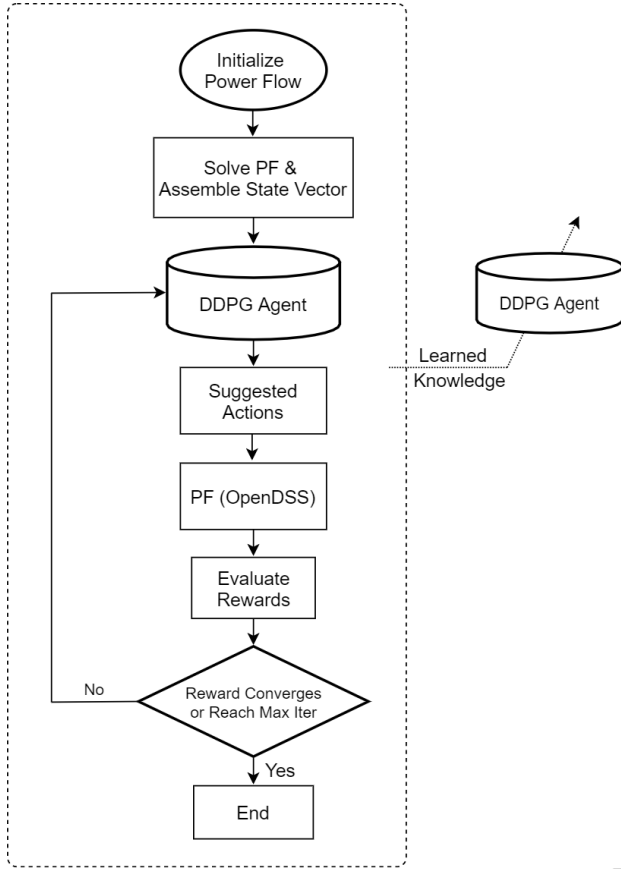 Initialize
Power Flow
Solve PF &
Assemble State Vector
DDPG Agent
Suggested
Actions
PF (OpenDSS)
Evaluate
Rewards
Reward Converges
or Reach Max Iter
No
Yes
End
DDPG Agent
Learned
Knowledge